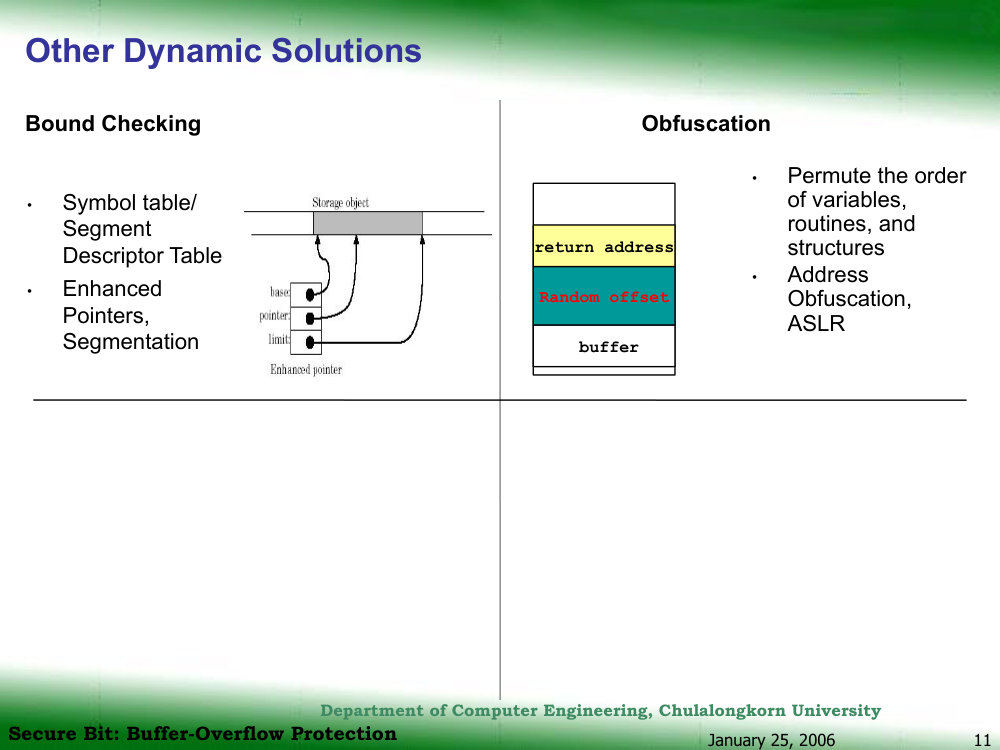 Other Dynamic Solutions
Bound Checking
• Symbol table/
Segment
Descriptor Table
• Enhanced
Pointers,
Segmentation
Storage object
base:
pointer:
limit:
Enhanced pointer
Obfuscation
return address
Random offset
buffer
• Permute the order
of variables,
routines, and
structures
• Address
Obfuscation,
ASLR
Department of Computer Engineering, Chulalongkorn University
Secure Bit: Buffer-Overflow Protection
January 25, 2006
11